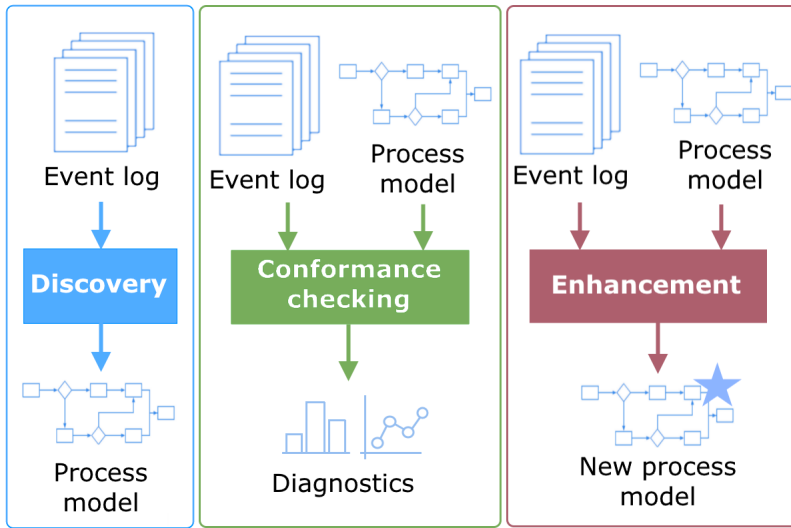 Event log
Discovery
Process
model
Event log
Process
model
Conformance
checking
Diagnostics
Event log
Process
model
Enhancement
New process
model